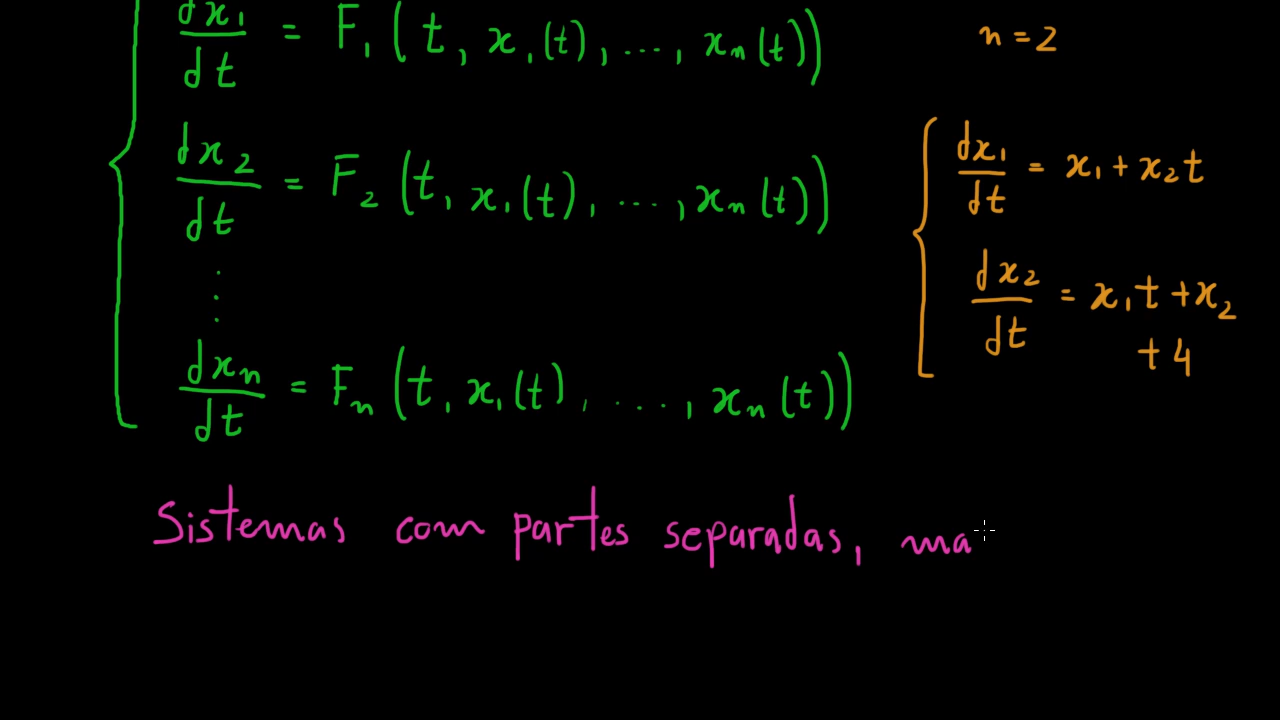 dx₁/dt = F₁(t, x₁(t), ..., xₙ(t))
n = 2
dx₂/dt = F₂(t, x₁(t), ..., xₙ(t))
⋮
dxₙ/dt = Fₙ(t, x₁(t), ..., xₙ(t))
dx₁/dt = x₁ + x₂t
dx₂/dt = x₁t + x₂
+ 4
Sistemas com partes separadas, ma